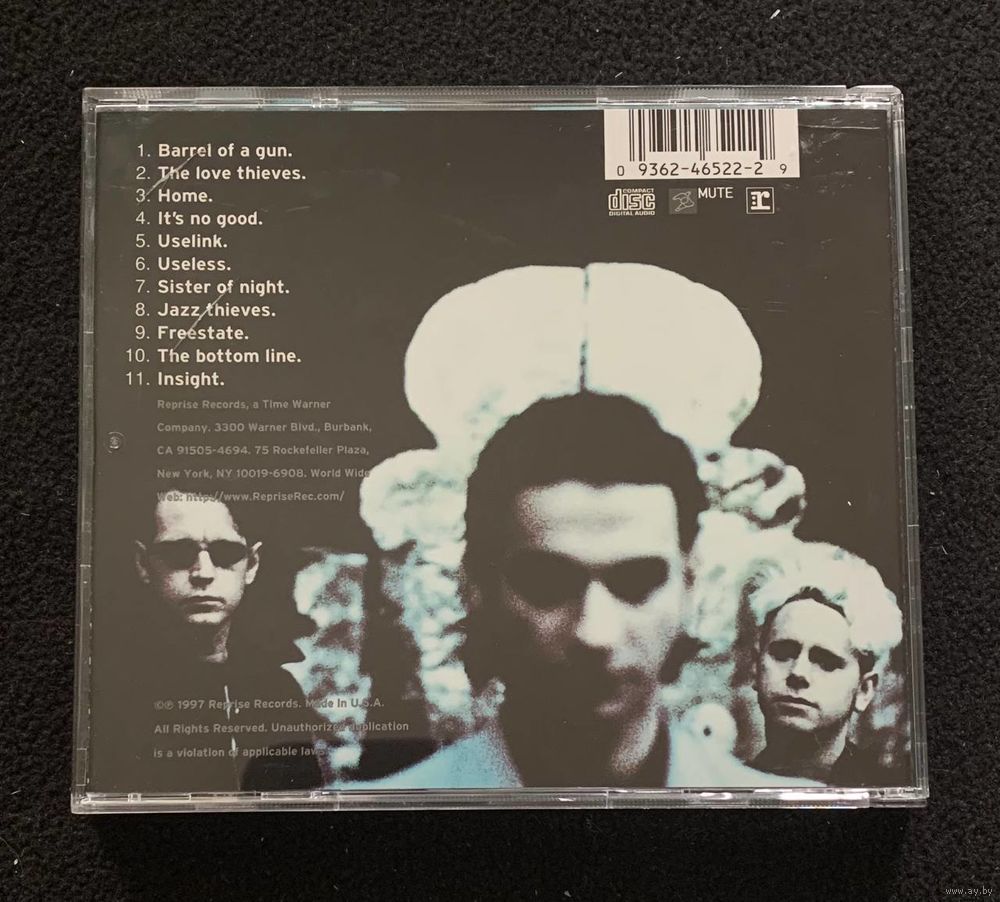 1. Barrel of a gun.
2. The love thieves.
3. Home.
4. It's no good.
5. Uselink.
6. Useless.
7. Sister of night.
8. Jazz thieves.
9. Freestate.
10. The bottom line.
11. Insight.
Reprise Records, a Time Warner
Company. 3300 Warner Blvd., Burbank,
CA 91505-4694. 75 Rockefeller Plaza,
New York, NY 10019-6908. World Wide
Web: http://www.RepriseRec.com/
0 9362-46522-2 9
COMPACT
disc
DIGITAL AUDIO
MUTE
r
©℗ 1997 Reprise Records. Made in U.S.A.
All Rights Reserved. Unauthorized duplication
is a violation of applicable laws.
www.ay.by